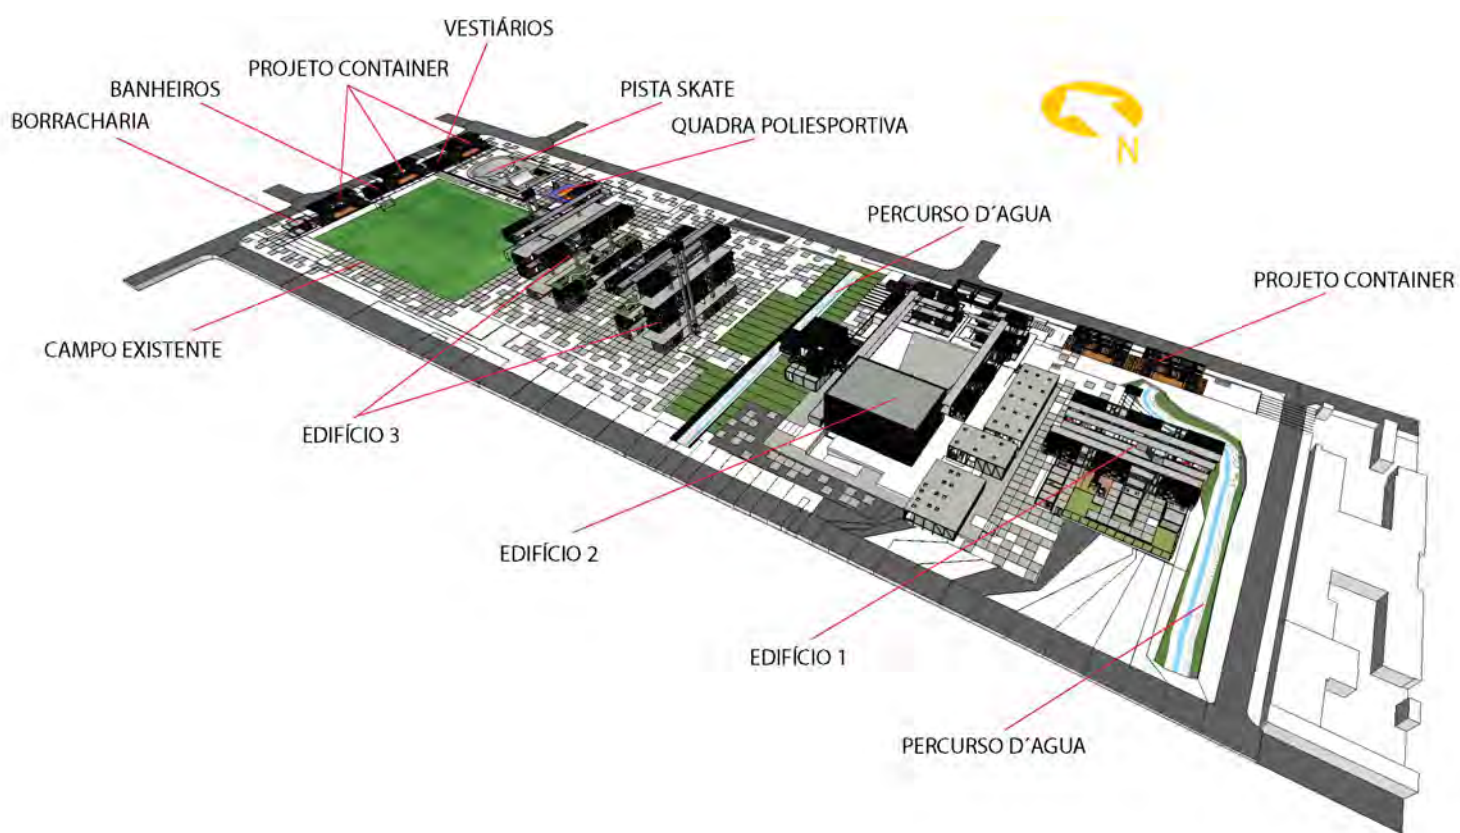 VESTIÁRIOS
PROJETO CONTAINER
BANHEIROS
PISTA SKATE
BORRACHARIA
QUADRA POLIESPORTIVA
N
PERCURSO D´AGUA
PROJETO CONTAINER
CAMPO EXISTENTE
EDIFÍCIO 3
EDIFÍCIO 2
EDIFÍCIO 1
PERCURSO D´AGUA